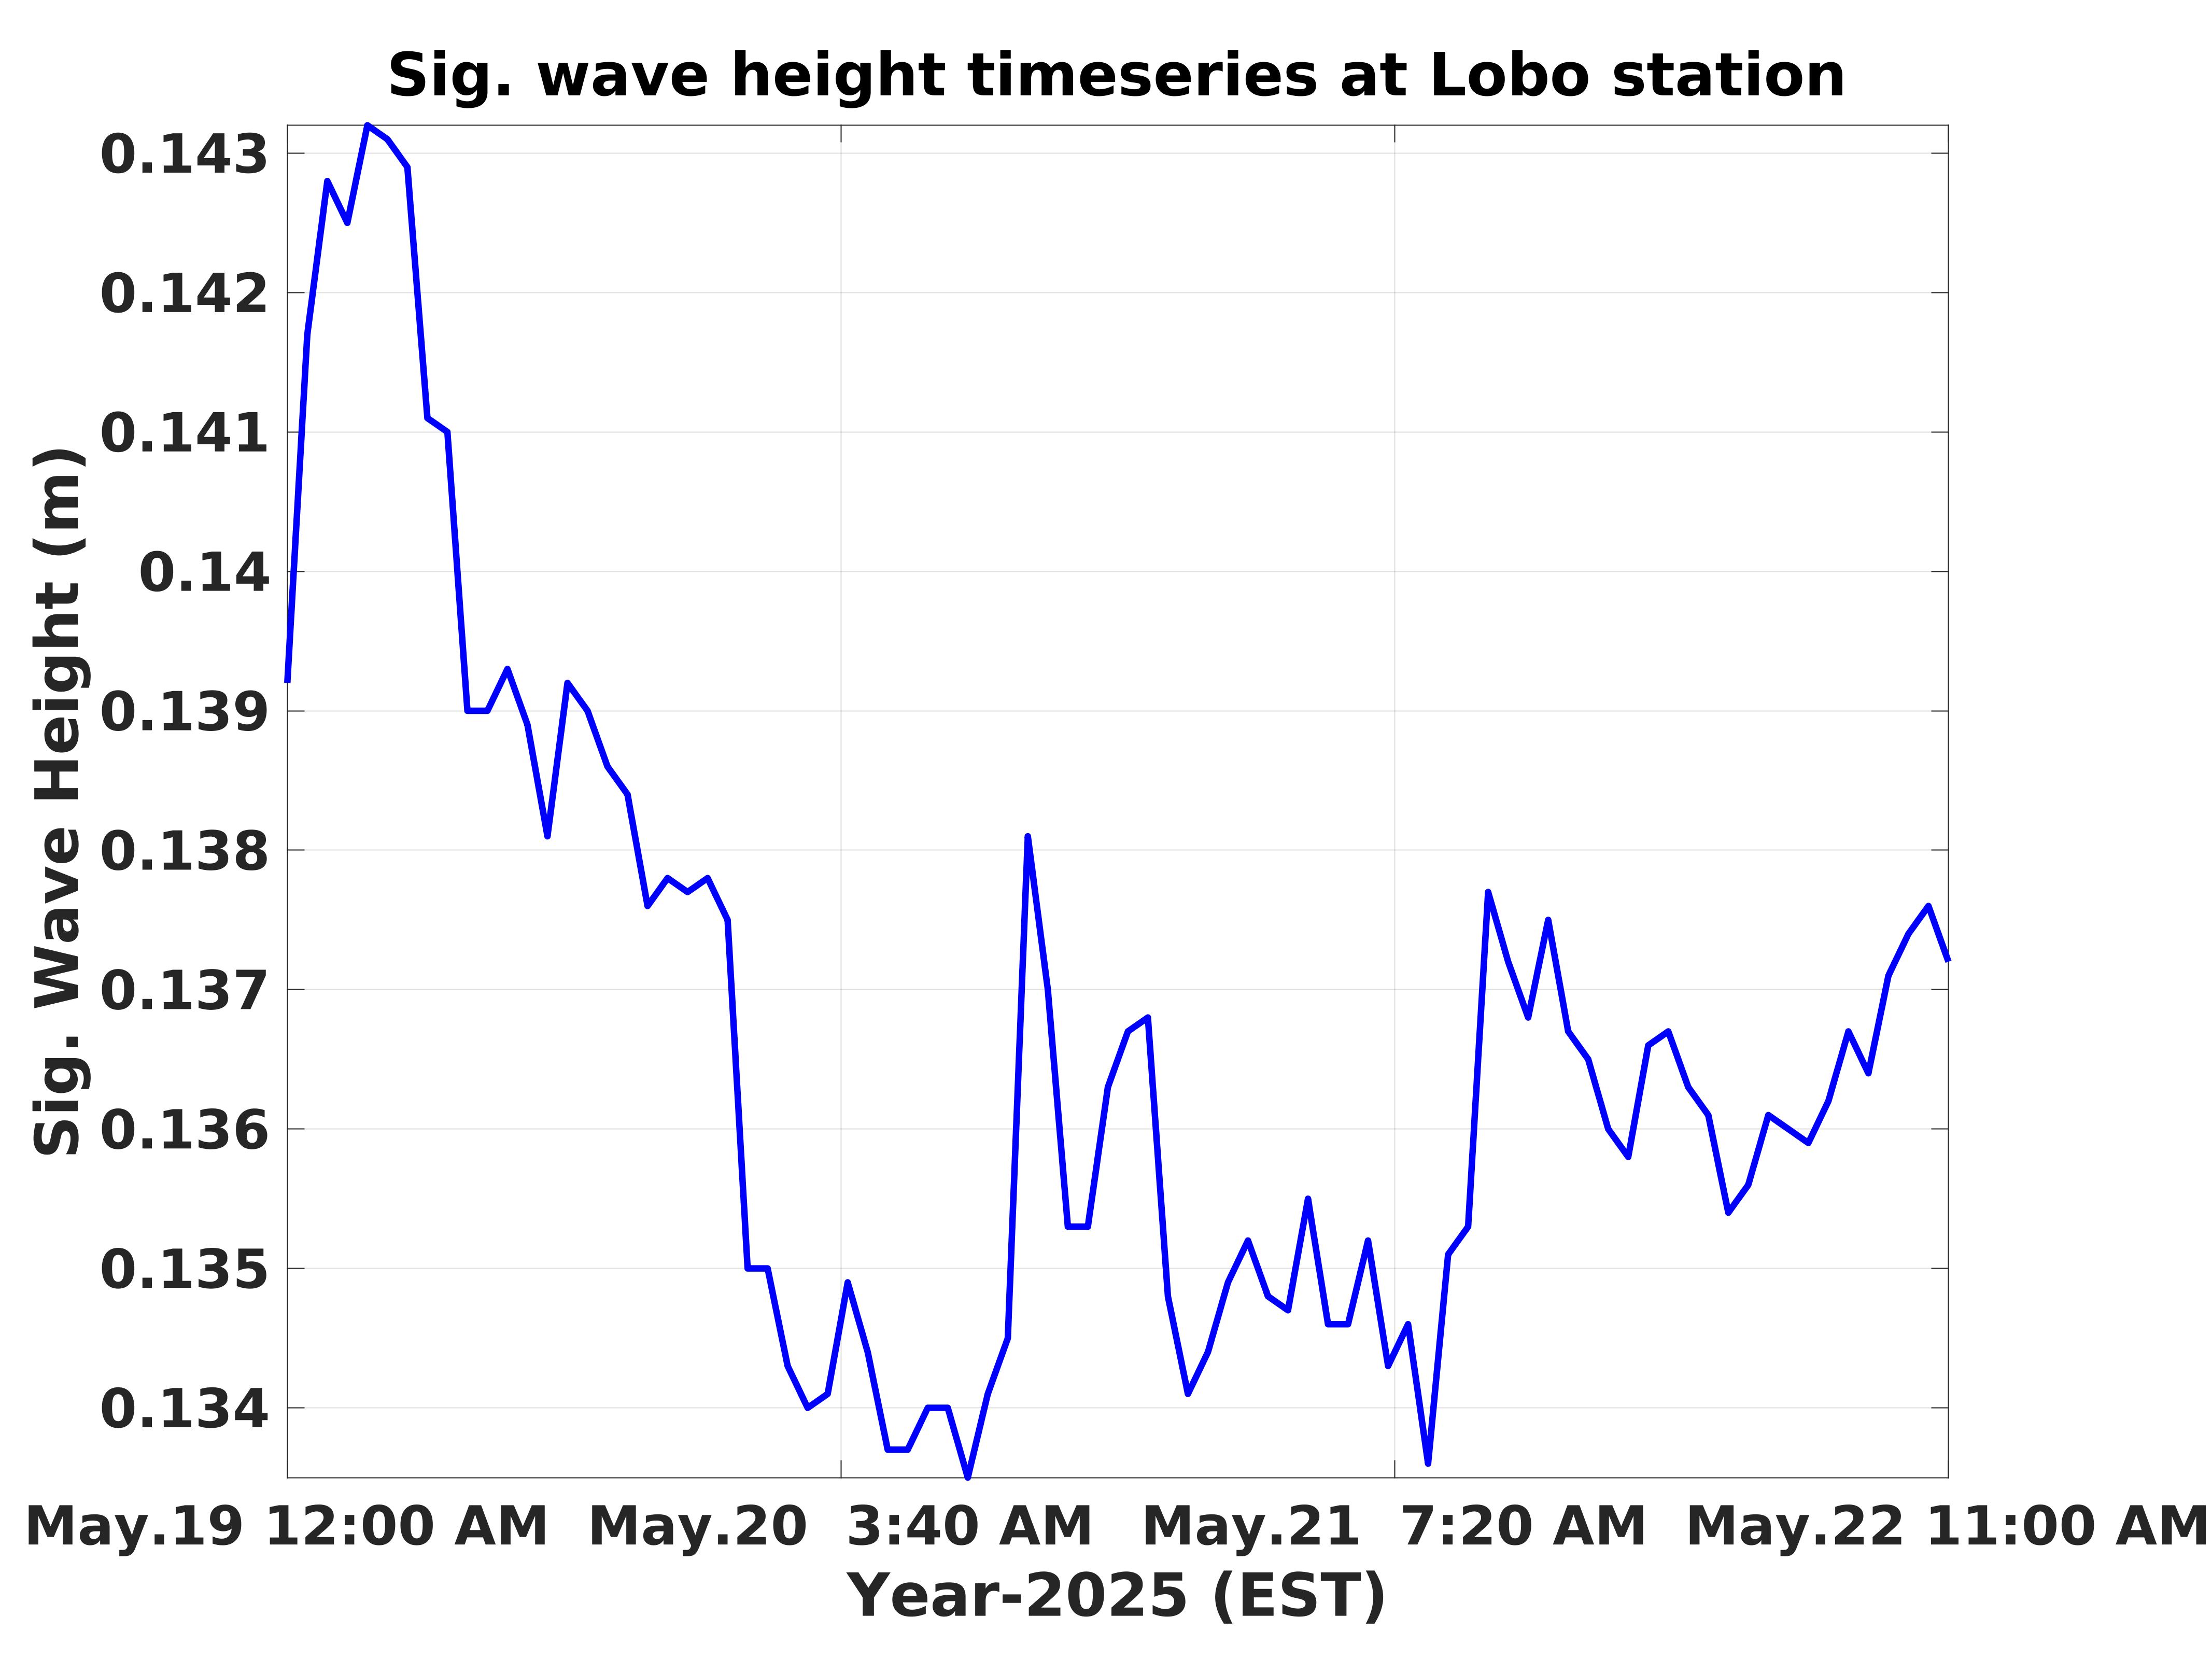 Sig. wave height timeseries at Lobo station
Sig. Wave Height (m)
0.143
0.142
0.141
0.14
0.139
0.138
0.137
0.136
0.135
0.134
May.19 12:00 AM May.20 3:40 AM May.21 7:20 AM May.22 11:00 AM
Year-2025 (EST)